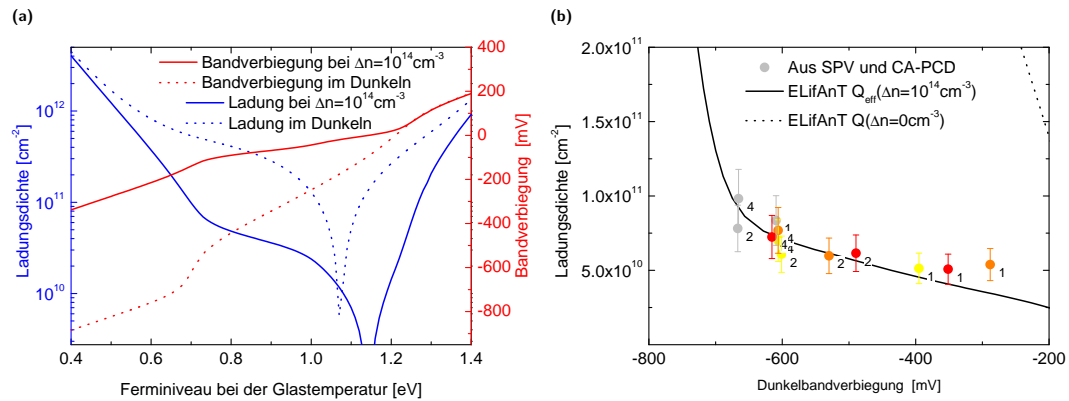 (a)
Ladungsdichte [cm⁻²]
10¹²
10¹¹
10¹⁰
Bandverbiegung bei Δn=10¹⁴cm⁻³
Bandverbiegung im Dunkeln
Ladung bei Δn=10¹⁴cm⁻³
Ladung im Dunkeln
400
200
0
-200
-400
-600
-800
Bandverbiegung [mV]
0.4 0.6 0.8 1.0 1.2 1.4
Ferminiveau bei der Glastemperatur [eV]
(b)
Ladungsdichte [cm⁻²]
2.0x10¹¹
1.5x10¹¹
1.0x10¹¹
5.0x10¹⁰
Aus SPV und CA-PCD
ELifAnT Q_eff(Δn=10¹⁴cm⁻³)
ELifAnT Q(Δn=0cm⁻³)
4
2
1
4
4
2
2
2
1
1
1
-800 -600 -400 -200
Dunkelbandverbiegung [mV]